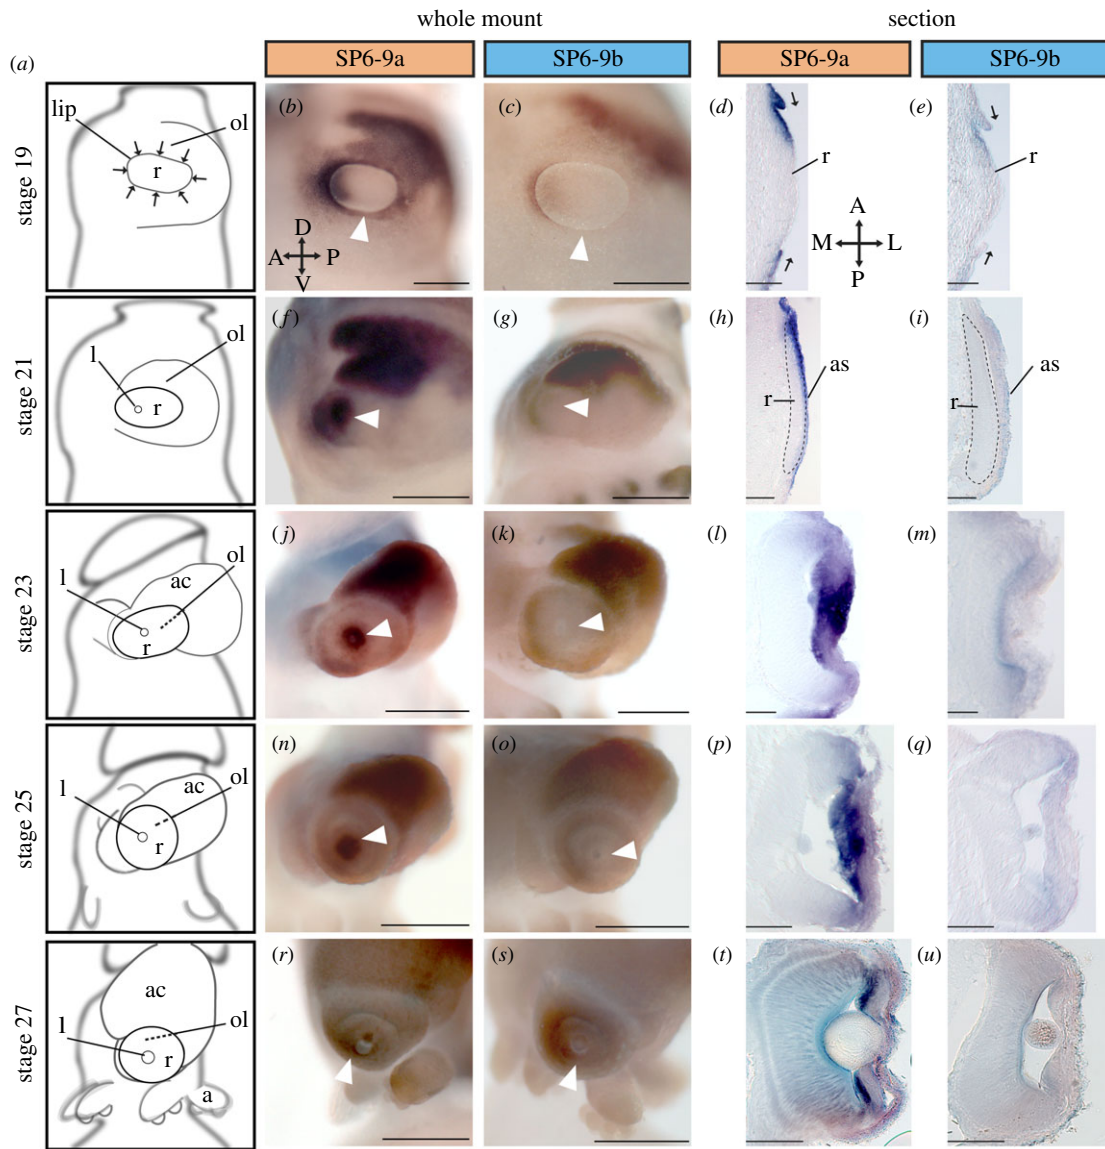 whole mount section
(a) SP6-9a SP6-9b SP6-9a SP6-9b
stage 19
lip ol
r
(b) (c) (d) (e)
D
A P
V
r r
A
M L
P
stage 21
l ol
r
(f) (g) (h) (i)
as as
r r
stage 23
l ac ol
r
(j) (k) (l) (m)
stage 25
l ac ol
r
(n) (o) (p) (q)
stage 27
ac
l ol
r
a
(r) (s) (t) (u)